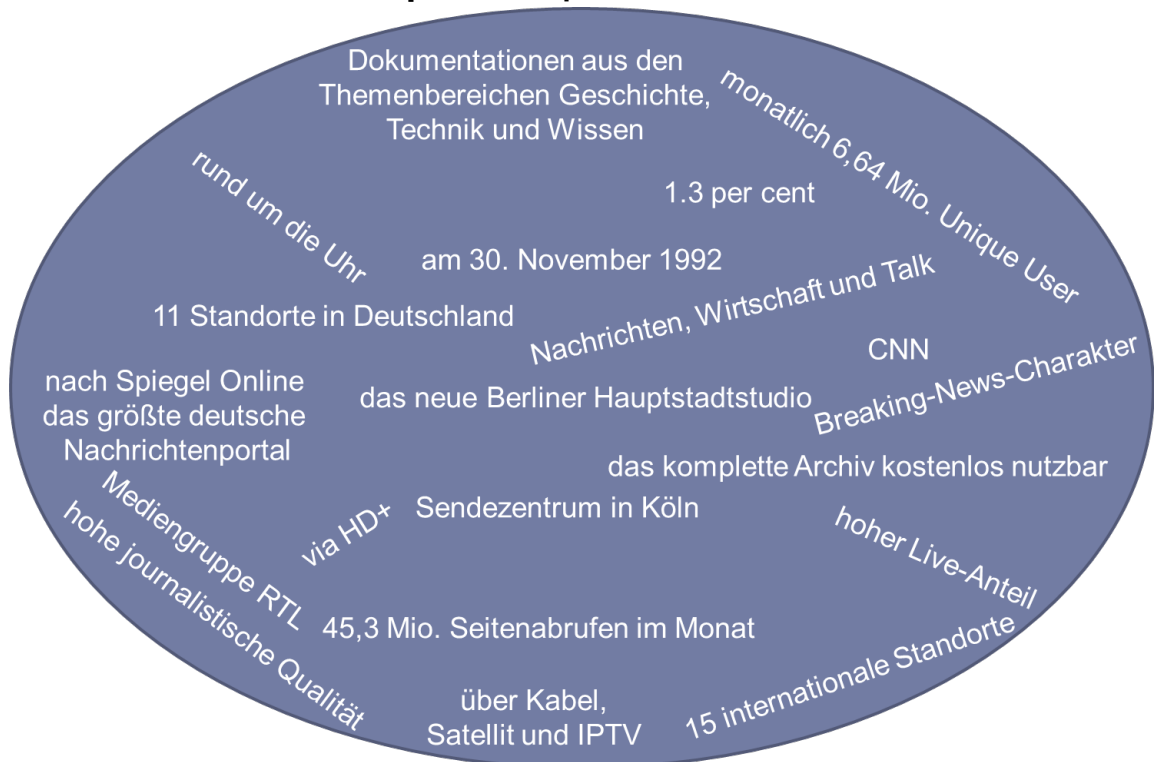 Dokumentationen aus den
Themenbereichen Geschichte,
Technik und Wissen
monatlich 6,64 Mio. Unique User
rund um die Uhr
1.3 per cent
am 30. November 1992
Nachrichten, Wirtschaft und Talk
11 Standorte in Deutschland
CNN
Breaking-News-Charakter
nach Spiegel Online
das größte deutsche
Nachrichtenportal
das neue Berliner Hauptstadtstudio
das komplette Archiv kostenlos nutzbar
Mediengruppe RTL
hohe journalistische Qualität
via HD+
Sendezentrum in Köln
hoher Live-Anteil
45,3 Mio. Seitenabrufen im Monat
15 internationale Standorte
über Kabel,
Satellit und IPTV